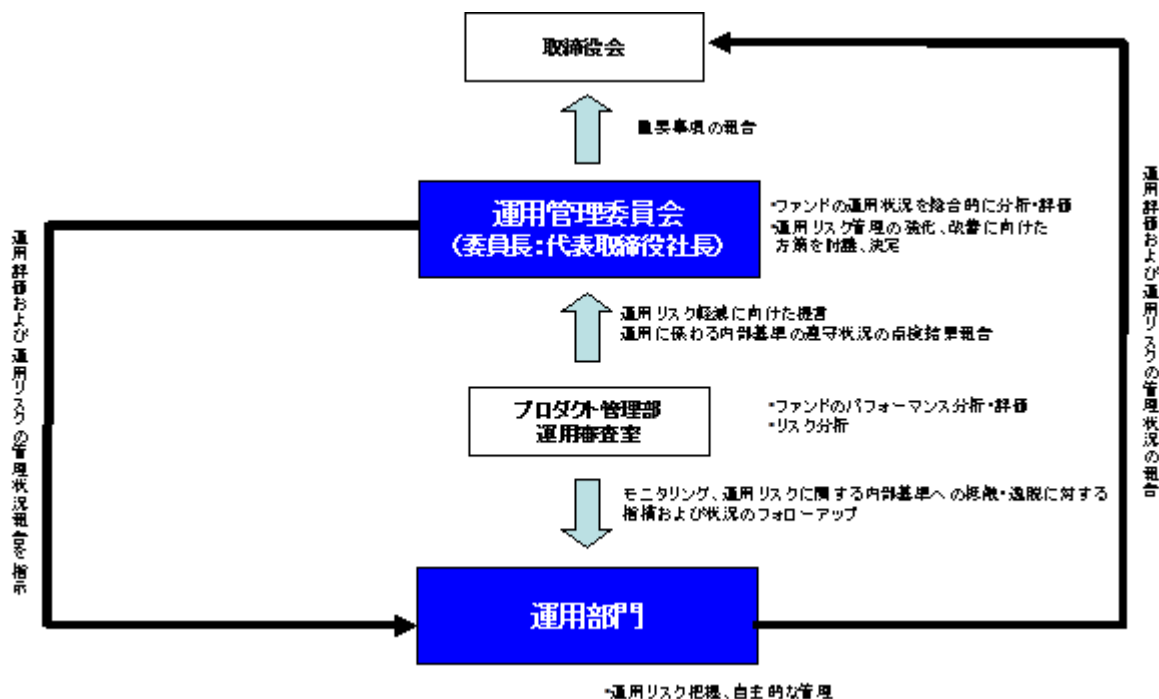 取締役会
重要事項の報告
運用管理委員会
(委員長:代表取締役社長)
・ファンドの運用状況を総合的に分析・評価
・運用リスク管理の強化、改善に向けた
方策を討議、決定
運用リスク軽減に向けた提言
運用に係わる内部基準の遵守状況の点検結果報告
プロダクト管理部
運用審査室
・ファンドのパフォーマンス分析・評価
・リスク分析
モニタリング、運用リスクに関する内部基準への抵触・逸脱に対する
指摘および状況のフォローアップ
運用部門
・運用リスク把握、自主的な管理
運用評価および運用リスクの管理状況報告を指示
運用評価および運用リスクの管理状況の報告